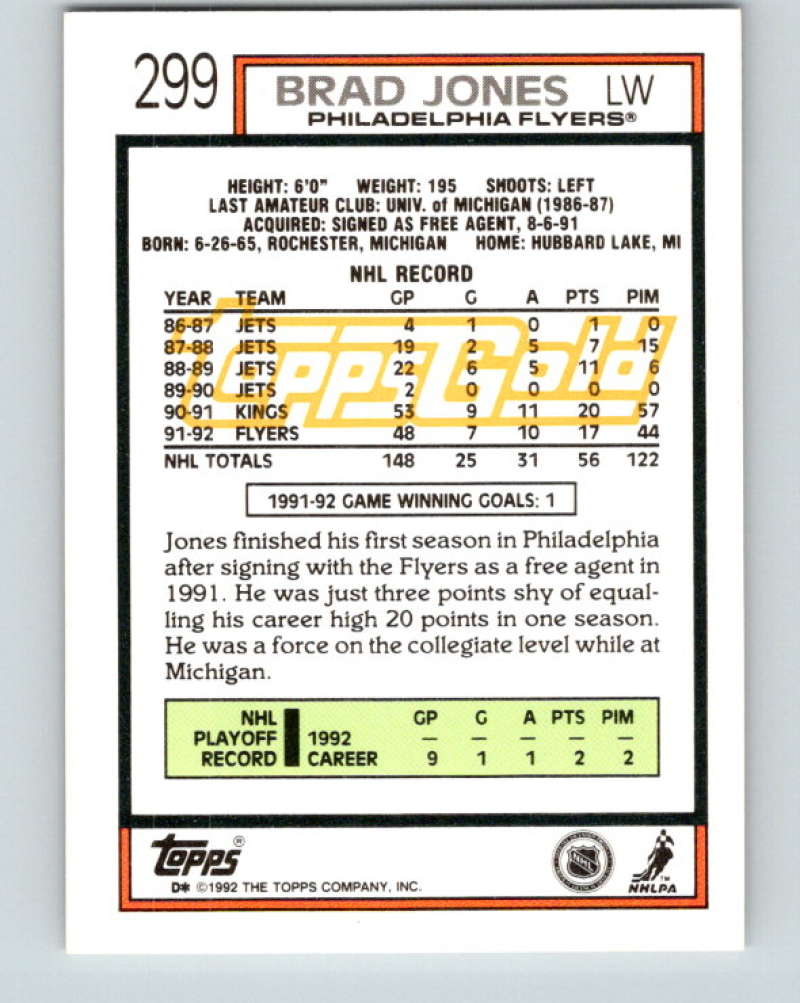 299
BRAD JONES LW
PHILADELPHIA FLYERS®
HEIGHT: 6'0" WEIGHT: 195 SHOOTS: LEFT
LAST AMATEUR CLUB: UNIV. of MICHIGAN (1986-87)
ACQUIRED: SIGNED AS FREE AGENT, 8-6-91
BORN: 6-26-65, ROCHESTER, MICHIGAN HOME: HUBBARD LAKE, MI
NHL RECORD
YEAR TEAM GP G A PTS PIM
86-87 JETS 4 1 0 1 0
87-88 JETS 19 2 5 7 15
88-89 JETS 22 6 5 11 6
89-90 JETS 2 0 0 0 0
90-91 KINGS 53 9 11 20 57
91-92 FLYERS 48 7 10 17 44
ToppsGold
NHL TOTALS 148 25 31 56 122
1991-92 GAME WINNING GOALS: 1
Jones finished his first season in Philadelphia
after signing with the Flyers as a free agent in
1991. He was just three points shy of equal-
ling his career high 20 points in one season.
He was a force on the collegiate level while at
Michigan.
NHL GP G A PTS PIM
PLAYOFF 1992 — — — — —
RECORD CAREER 9 1 1 2 2
Topps®
D* ©1992 THE TOPPS COMPANY, INC.
NHL
NHLPA™